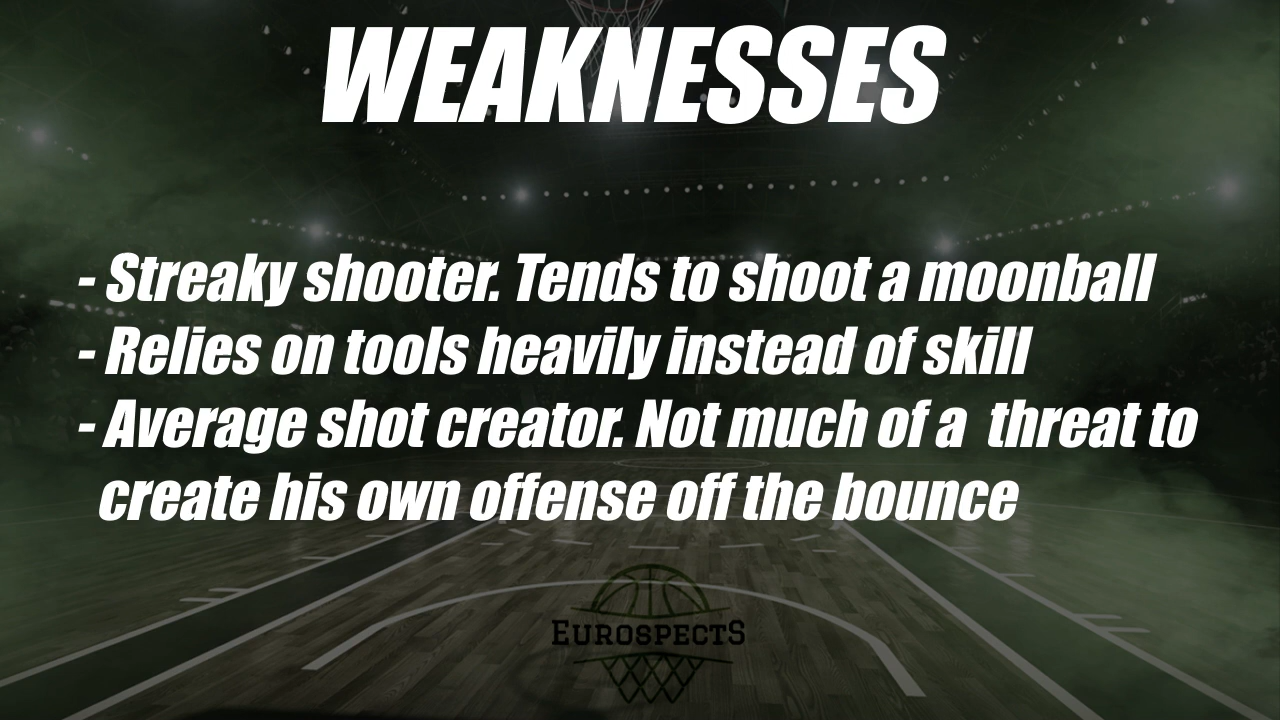 WEAKNESSES
- Streaky shooter. Tends to shoot a moonball
- Relies on tools heavily instead of skill
- Average shot creator. Not much of a  threat to
create his own offense off the bounce
EUROSPECTS